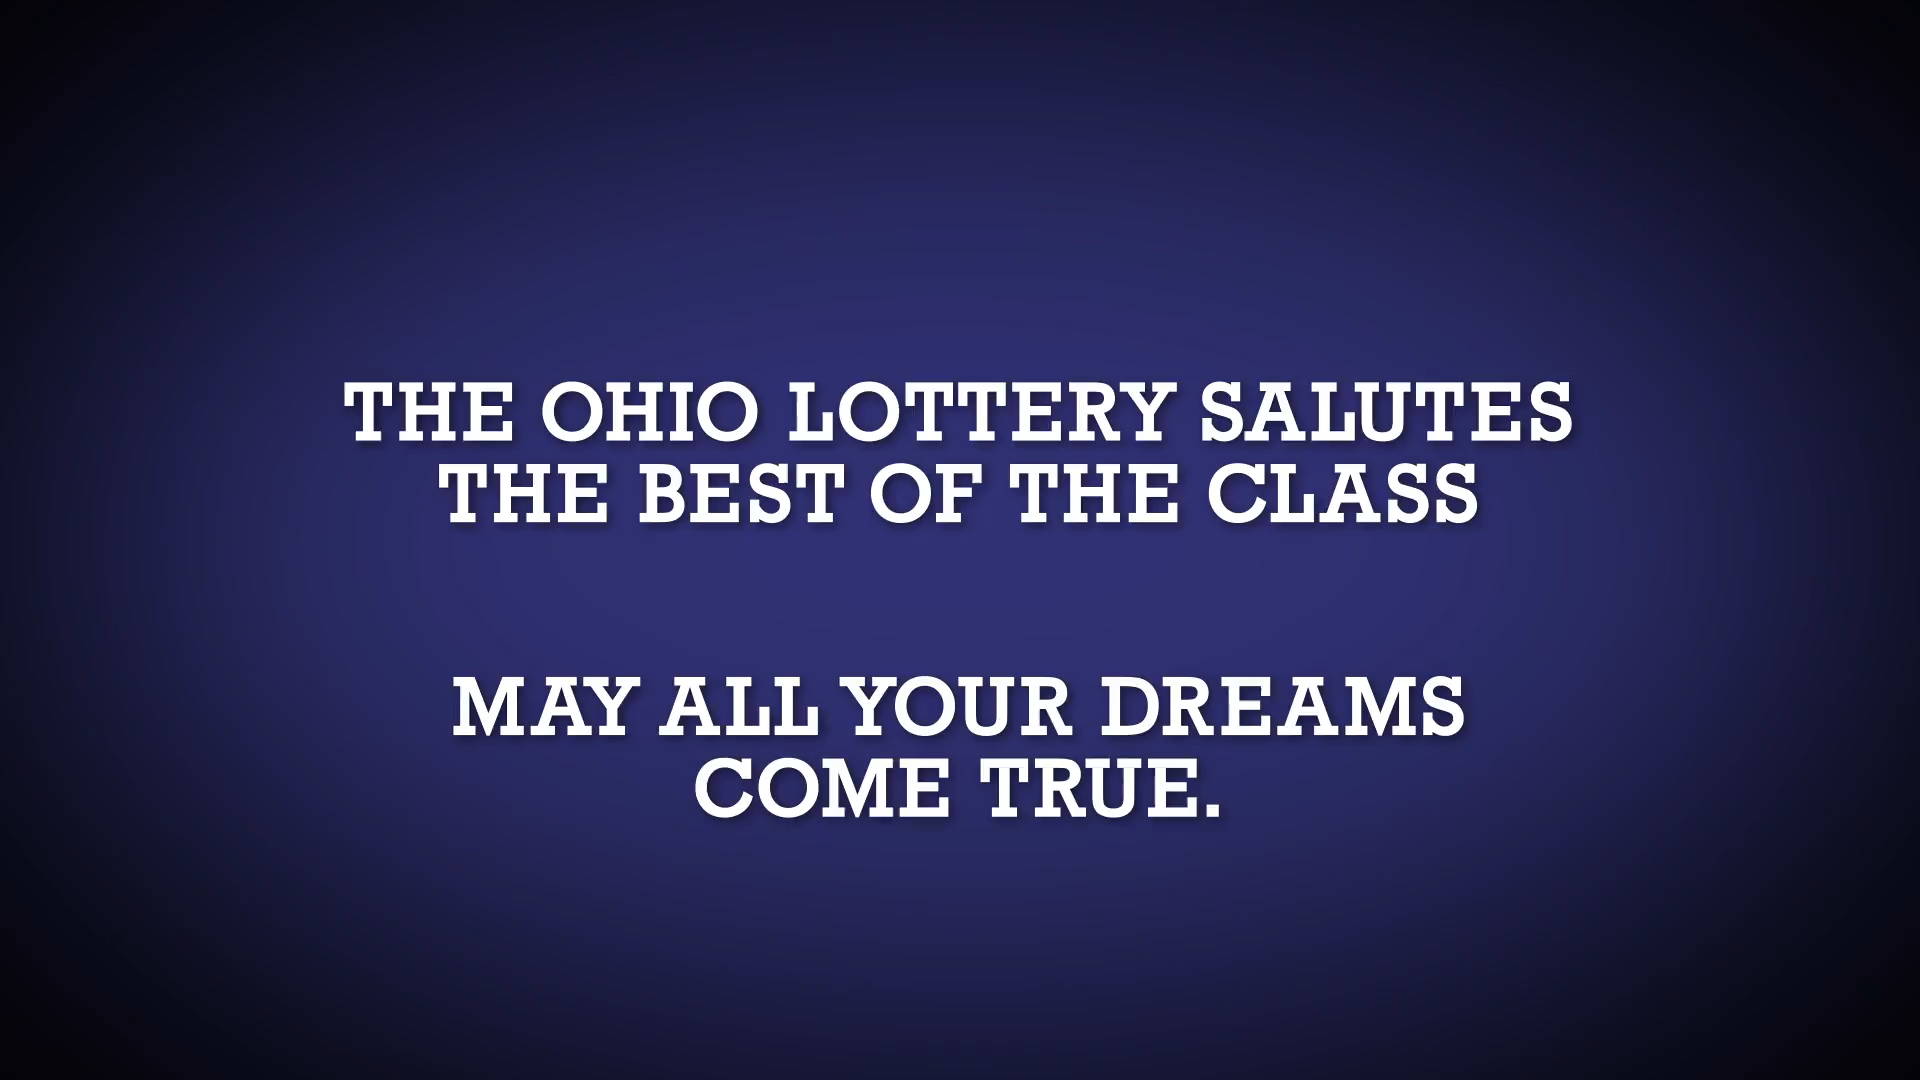 THE OHIO LOTTERY SALUTES
THE BEST OF THE CLASS
MAY ALL YOUR DREAMS
COME TRUE.